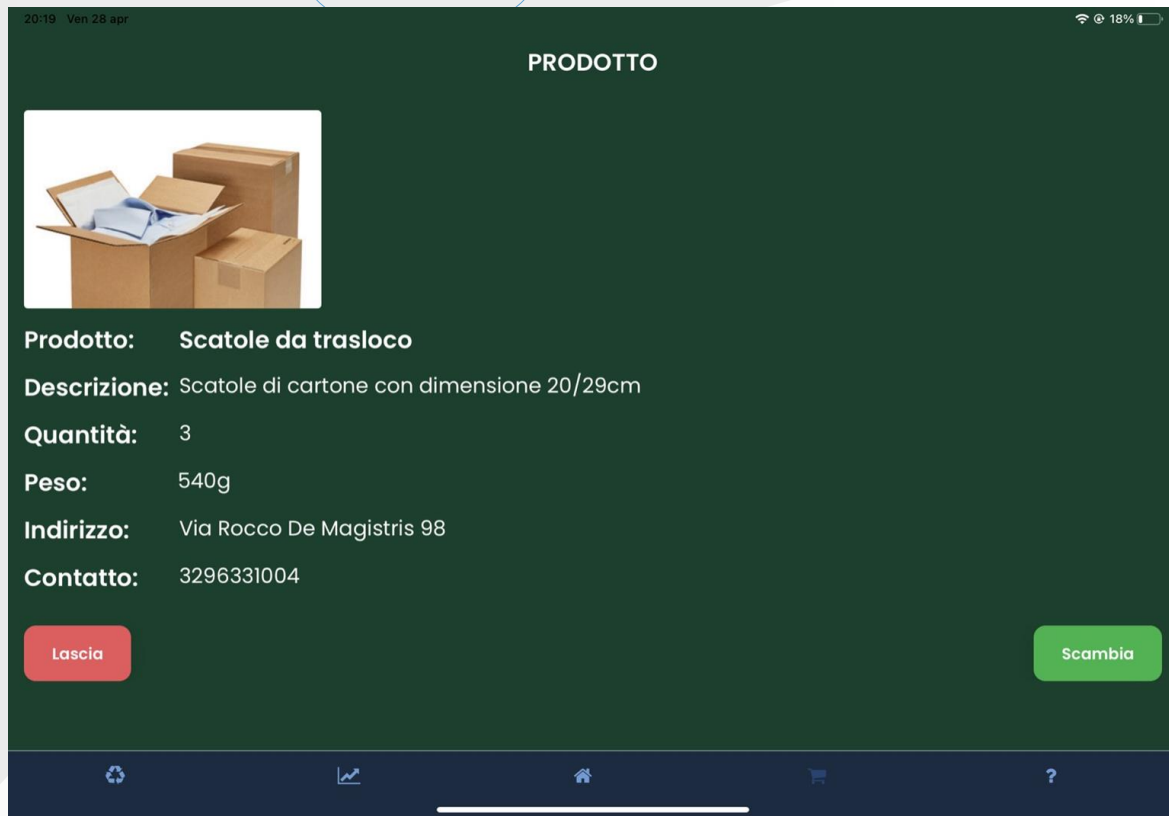 20:19 Ven 28 apr
18%
PRODOTTO
Prodotto: Scatole da trasloco
Descrizione: Scatole di cartone con dimensione 20/29cm
Quantità: 3
Peso: 540g
Indirizzo: Via Rocco De Magistris 98
Contatto: 3296331004
Lascia
Scambia
?